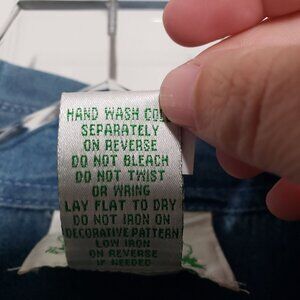 HAND WASH COL
SEPARATELY
ON REVERSE
DO NOT BLEACH
DO NOT TWIST
OR WRING
LAY FLAT TO DRY
DO NOT IRON ON
DECORATIVE PATTERN
LOW IRON
ON REVERSE
IF NEEDED